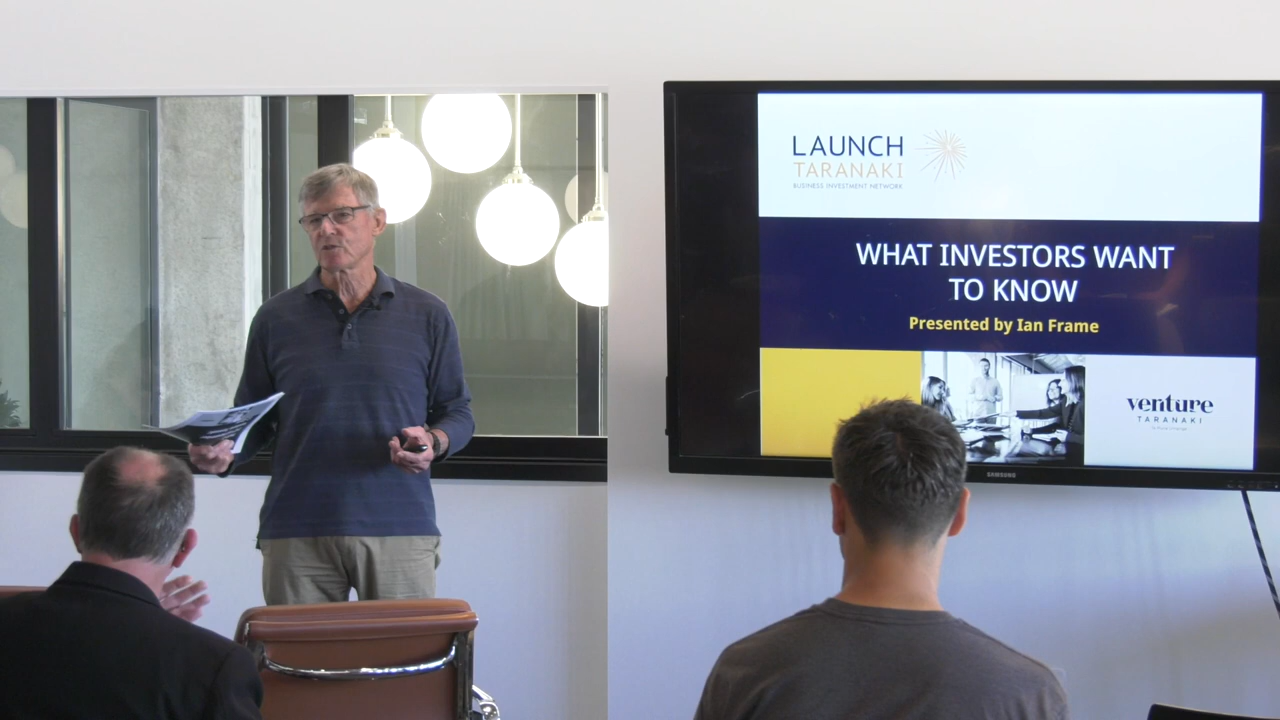 LAUNCH
TARANAKI
BUSINESS INVESTMENT NETWORK
WHAT INVESTORS WANT
TO KNOW
Presented by Ian Frame
venture
TARANAKI
SAMSUNG